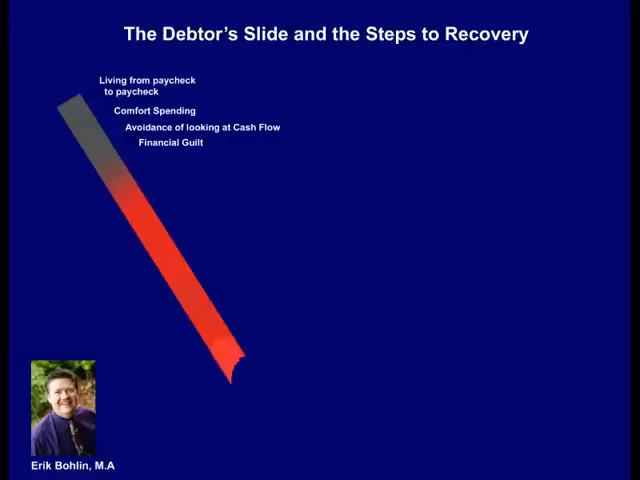 The Debtor's Slide and the Steps to Recovery
Living from paycheck
to paycheck
Comfort Spending
Avoidance of looking at Cash Flow
Financial Guilt
Erik Bohlin, M.A